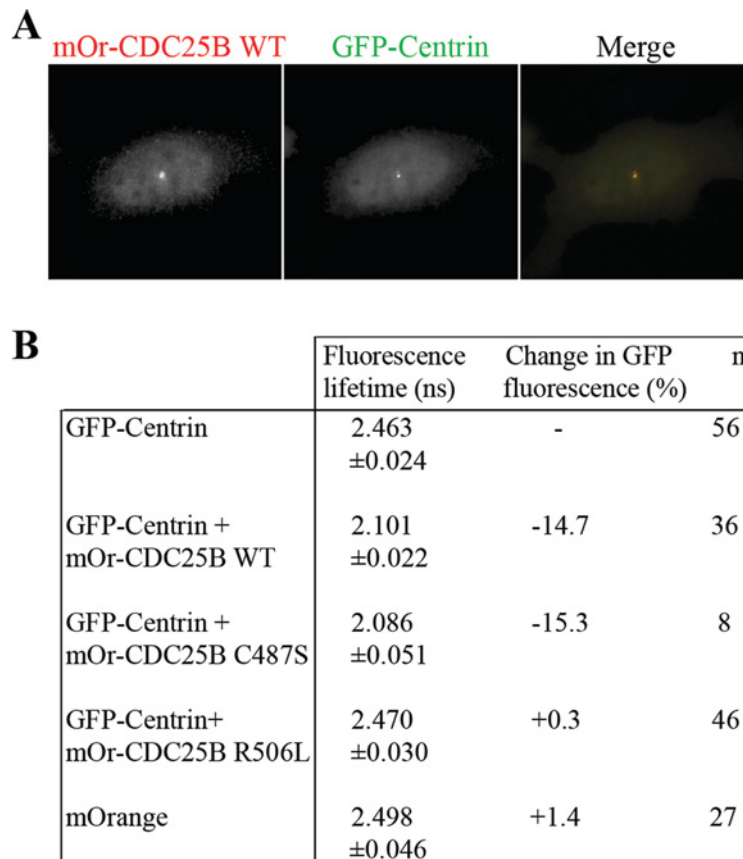 A
mOr-CDC25B WT GFP-Centrin Merge
B
Fluorescence Change in GFP n
lifetime (ns) fluorescence (%)
GFP-Centrin 2.463 - 56
±0.024
GFP-Centrin + 2.101 -14.7 36
mOr-CDC25B WT ±0.022
GFP-Centrin + 2.086 -15.3 8
mOr-CDC25B C487S ±0.051
GFP-Centrin+ 2.470 +0.3 46
mOr-CDC25B R506L ±0.030
mOrange 2.498 +1.4 27
±0.046